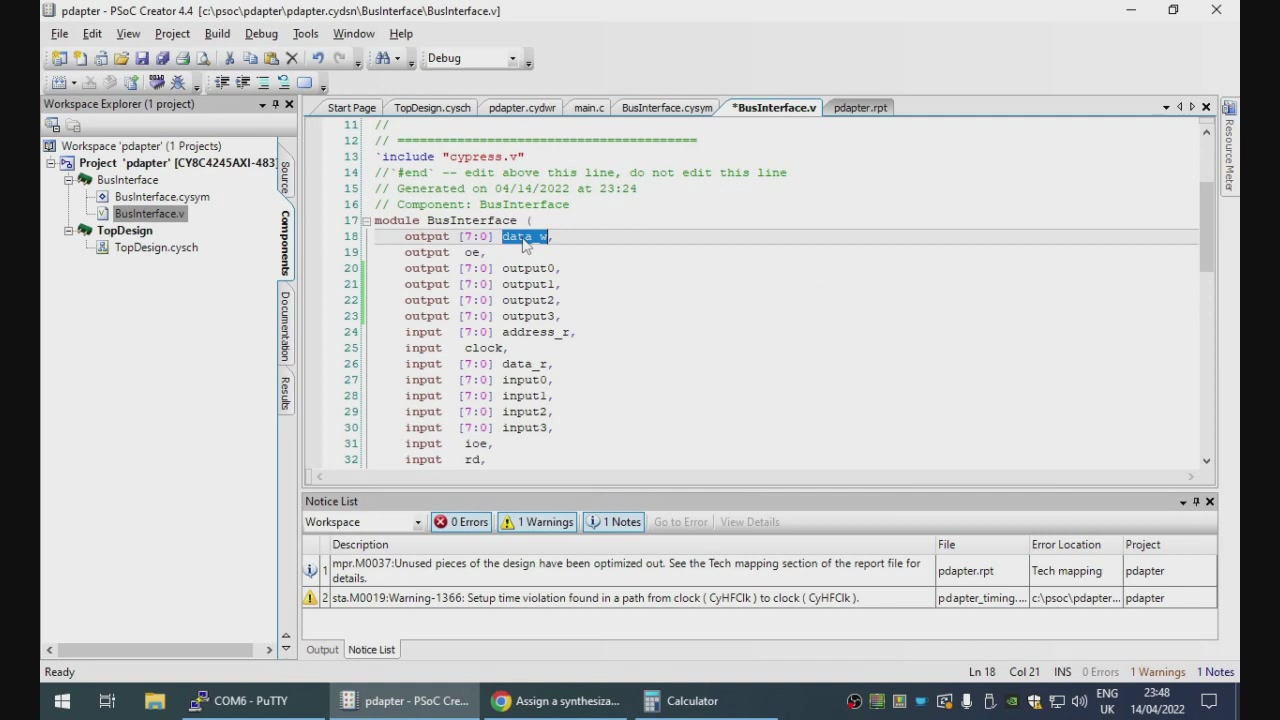 pdapter - PSoC Creator 4.4 [c:\psoc\pdapter\pdapter.cydsn\BusInterface\BusInterface.v]
File Edit View Project Build Debug Tools Window Help
Debug
Workspace Explorer (1 project)
Start Page TopDesign.cysch pdapter.cydwr main.c BusInterface.cysym *BusInterface.v pdapter.rpt
Workspace 'pdapter' (1 Projects)
Project 'pdapter' [CY8C4245AXI-483]
BusInterface
BusInterface.cysym
BusInterface.v
TopDesign
TopDesign.cysch
Source
Components
Documentation
Results
11 //
12 // ========================================
13 `include "cypress.v"
14 //`#end` -- edit above this line, do not edit this line
15 // Generated on 04/14/2022 at 23:24
16 // Component: BusInterface
17 module BusInterface (
18 output [7:0] data_w,
19 output oe,
20 output [7:0] output0,
21 output [7:0] output1,
22 output [7:0] output2,
23 output [7:0] output3,
24 input [7:0] address_r,
25 input clock,
26 input [7:0] data_r,
27 input [7:0] input0,
28 input [7:0] input1,
29 input [7:0] input2,
30 input [7:0] input3,
31 input ioe,
32 input rd,
ResourceMeter
Notice List
Workspace 0 Errors 1 Warnings 1 Notes Go to Error View Details
Description File Error Location Project
1 mpr.M0037:Unused pieces of the design have been optimized out. See the Tech mapping section of the report file for details. pdapter.rpt Tech mapping pdapter
2 sta.M0019:Warning-1366: Setup time violation found in a path from clock ( CyHFClk ) to clock ( CyHFClk ). pdapter_timing.... c:\psoc\pdapter... pdapter
Output Notice List
Ready Ln 18 Col 21 INS 0 Errors 1 Warnings 1 Notes
COM6 - PuTTY pdapter - PSoC Cre... Assign a synthesiza... Calculator ENG UK 23:48 14/04/2022